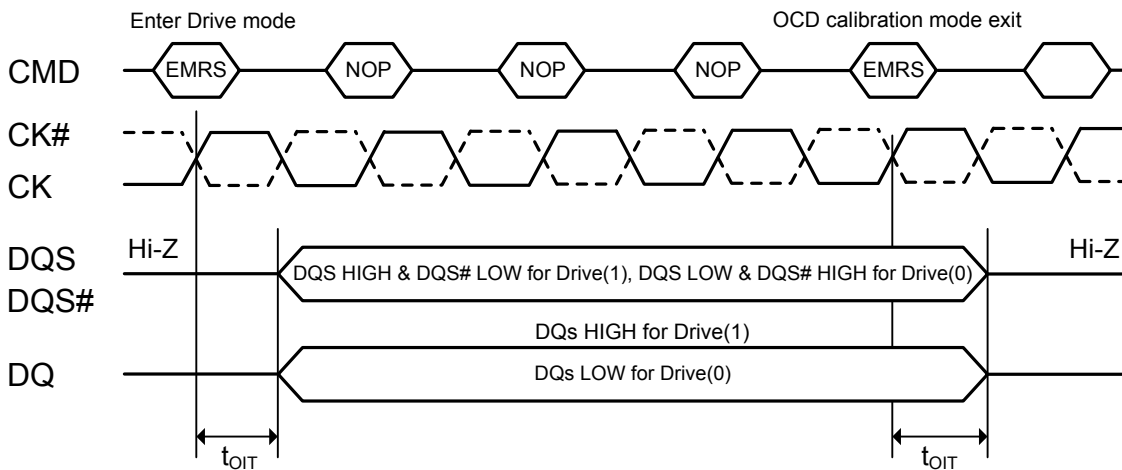 Enter Drive mode
OCD calibration mode exit
CMD
EMRS
NOP
NOP
NOP
EMRS
CK#
CK
Hi-Z
Hi-Z
DQS
DQS HIGH & DQS# LOW for Drive(1), DQS LOW & DQS# HIGH for Drive(0)
DQS#
DQs HIGH for Drive(1)
DQ
DQs LOW for Drive(0)
tOIT
tOIT